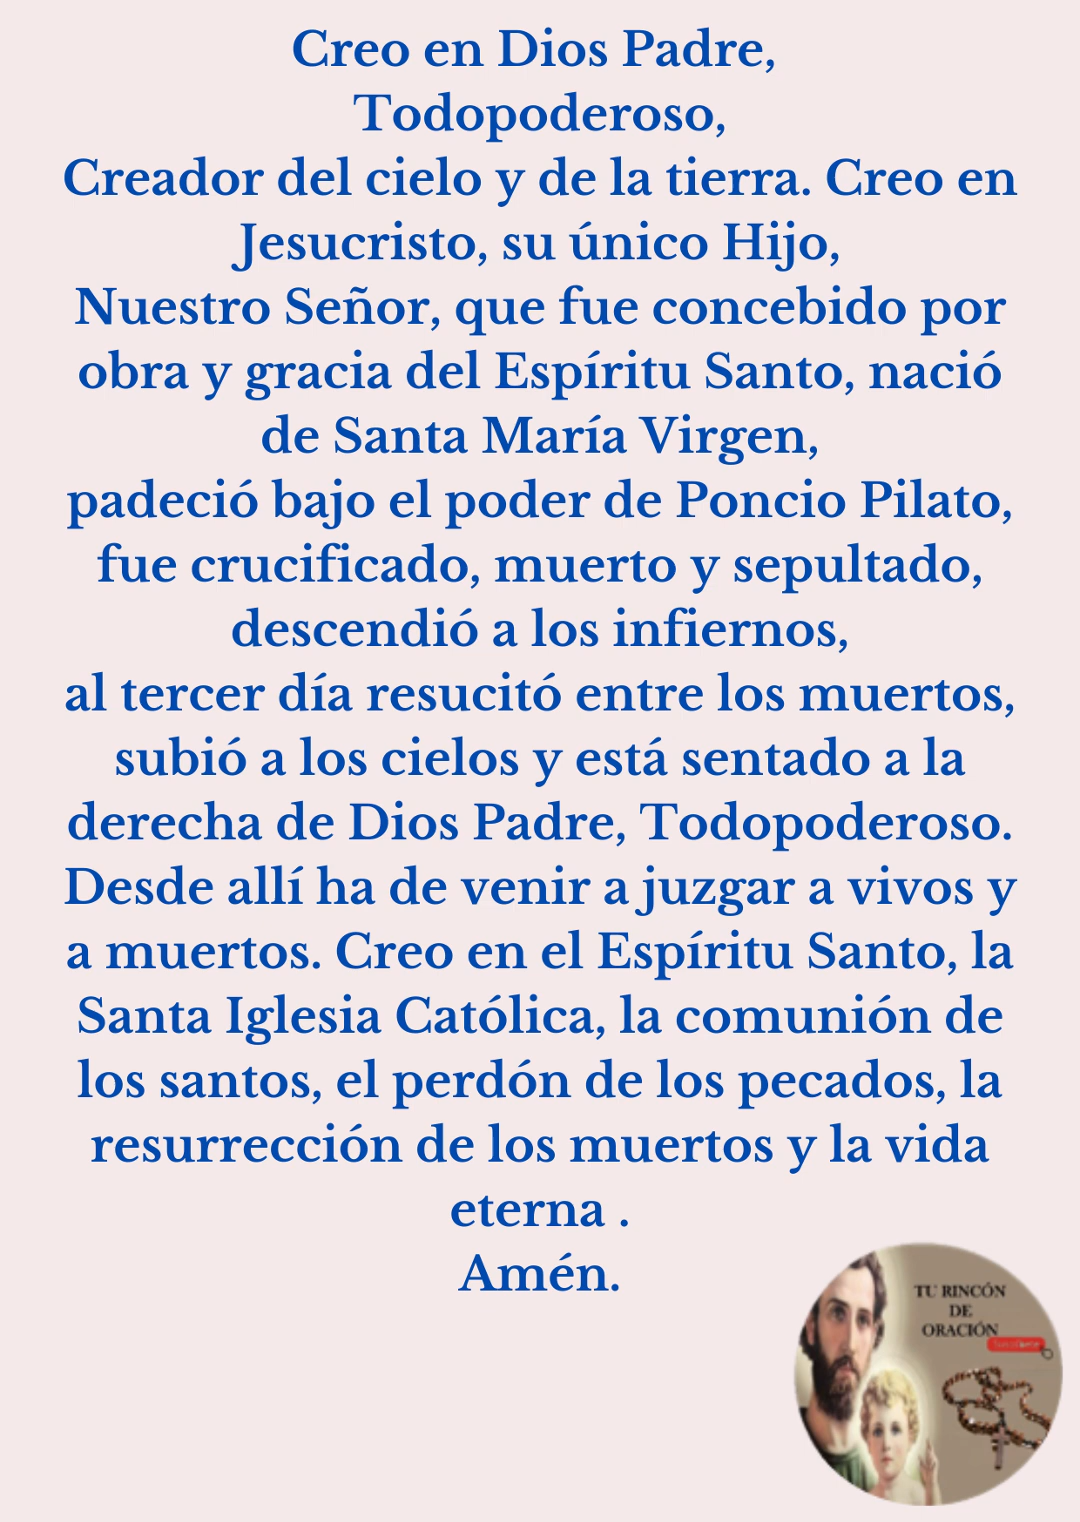 Creo en Dios Padre,
Todopoderoso,
Creador del cielo y de la tierra. Creo en
Jesucristo, su único Hijo,
Nuestro Señor, que fue concebido por
obra y gracia del Espíritu Santo, nació
de Santa María Virgen,
padeció bajo el poder de Poncio Pilato,
fue crucificado, muerto y sepultado,
descendió a los infiernos,
al tercer día resucitó entre los muertos,
subió a los cielos y está sentado a la
derecha de Dios Padre, Todopoderoso.
Desde allí ha de venir a juzgar a vivos y
a muertos. Creo en el Espíritu Santo, la
Santa Iglesia Católica, la comunión de
los santos, el perdón de los pecados, la
resurrección de los muertos y la vida
eterna .
Amén.
TU RINCÓN
DE
ORACIÓN